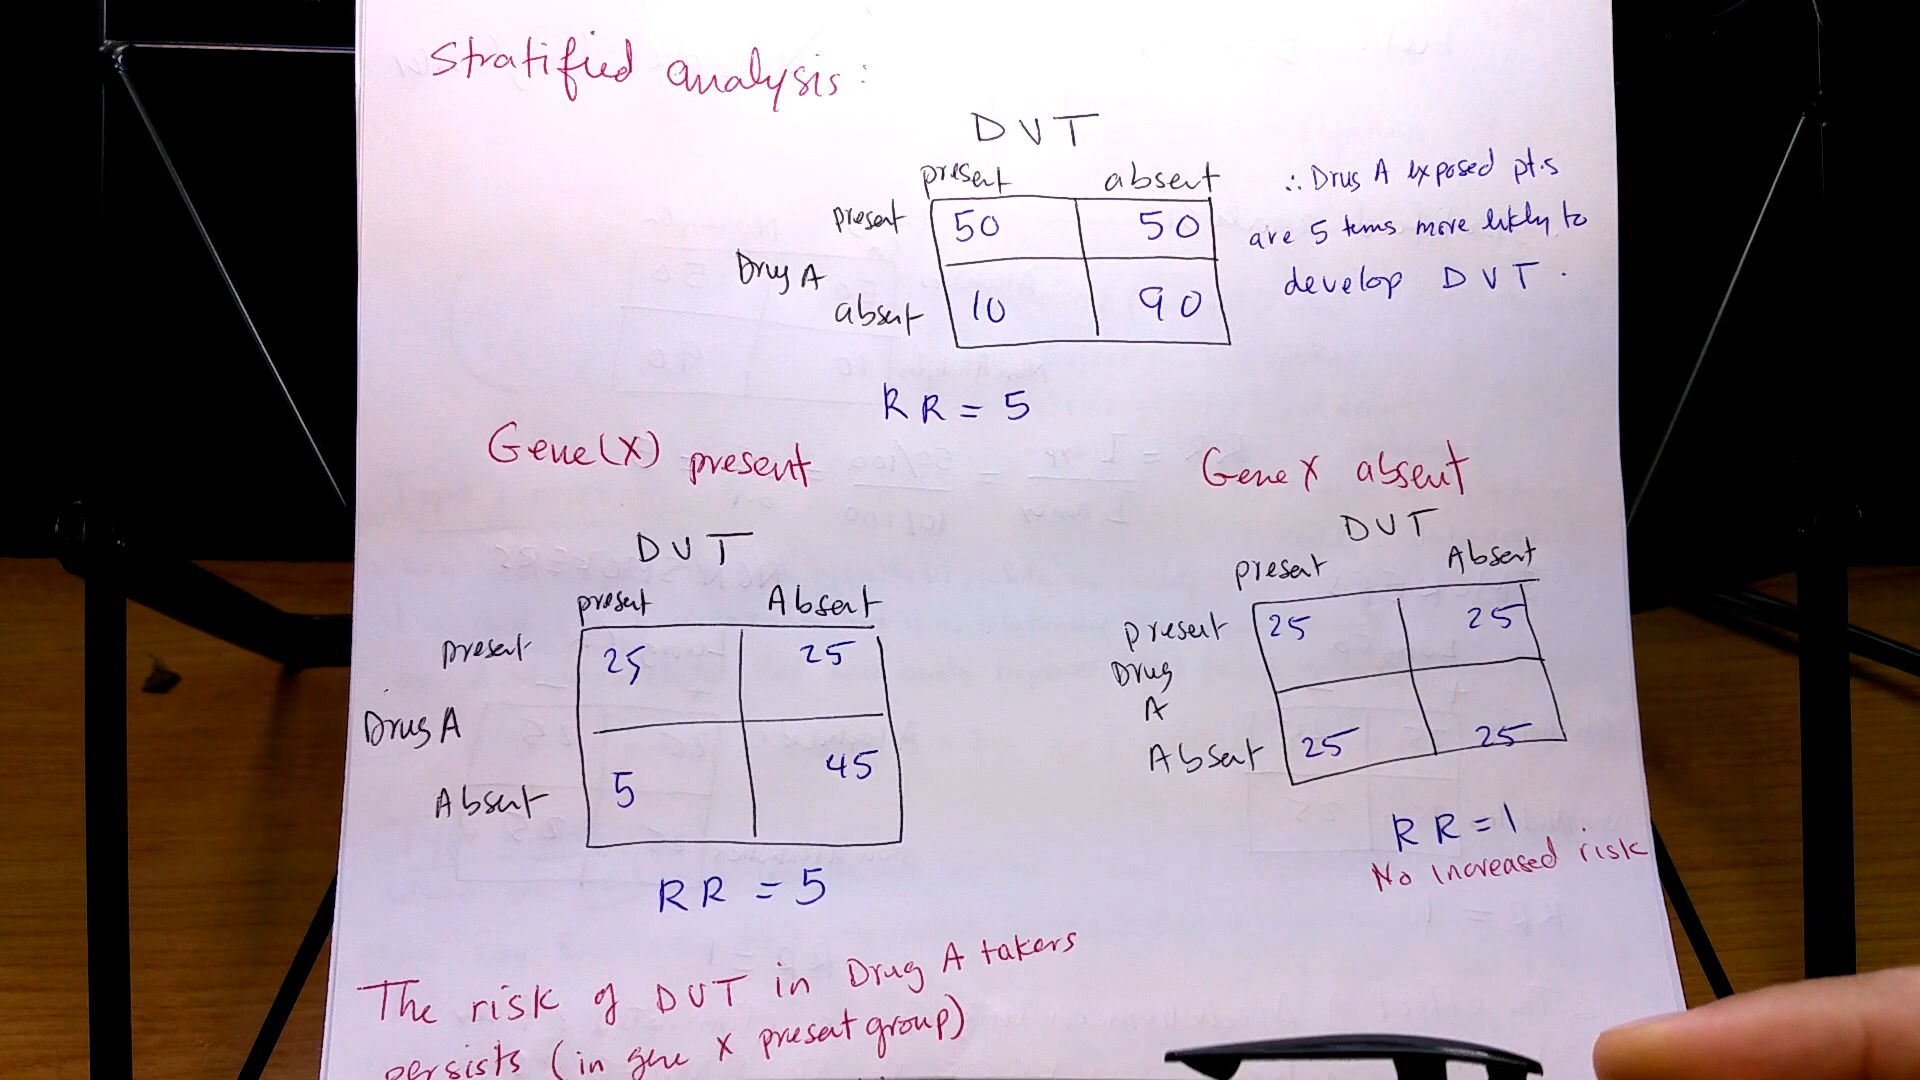 Stratified analysis:
DVT
present absent
present 50 50
Drug A
absent 10 90
∴ Drug A exposed pt.s
are 5 tems more likely to
develop DVT.
RR = 5
Gene(X) present
DVT
present Absent
present 25 25
Drug A
Absent 5 45
RR = 5
Gene X absent
DVT
present Absent
present 25 25
Drug
A
Absent 25 25
RR = 1
No Increased risk
The risk of DVT in Drug A takers
persists (in gene X present group)